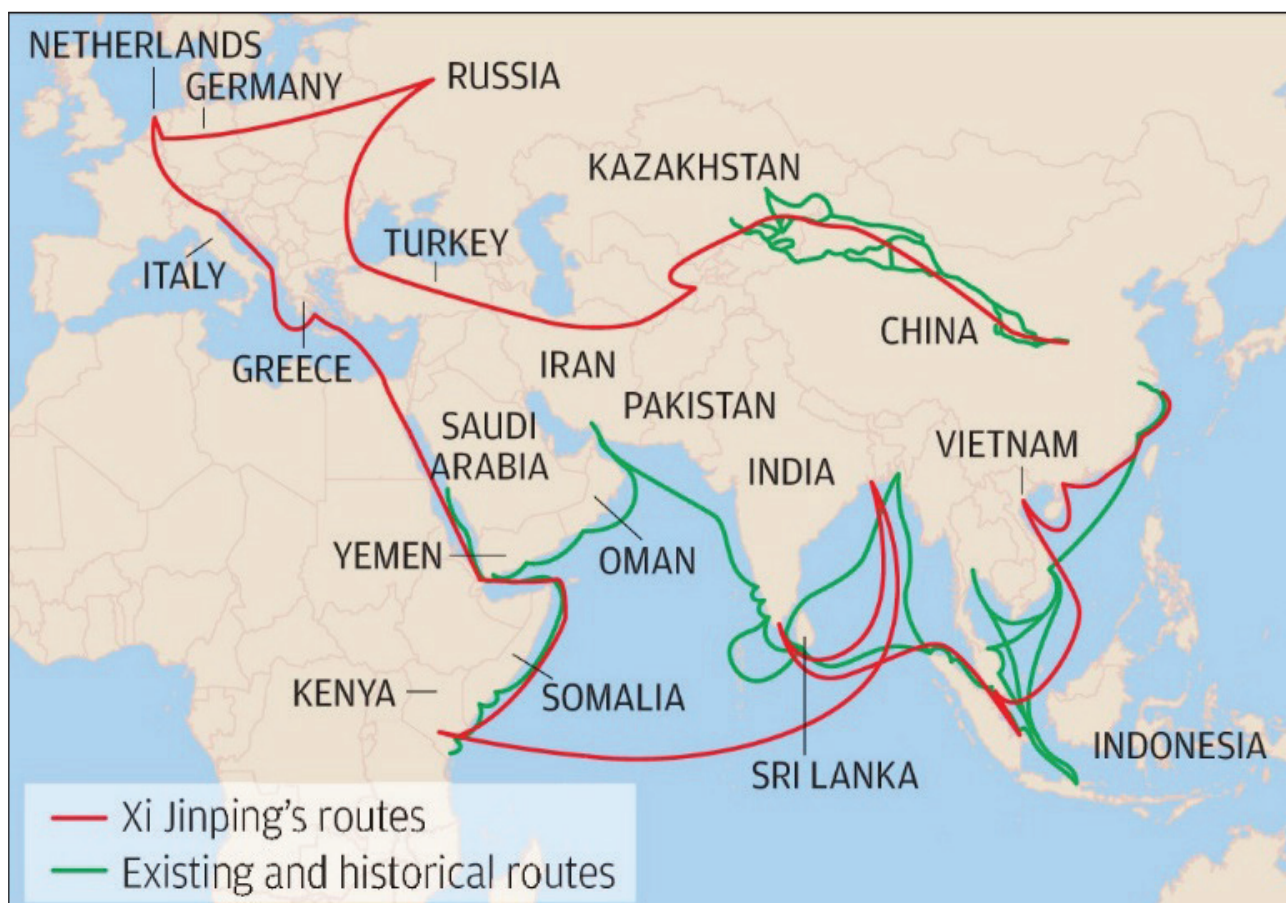 NETHERLANDS
GERMANY
RUSSIA
KAZAKHSTAN
TURKEY
ITALY
CHINA
GREECE
IRAN
PAKISTAN
SAUDI
ARABIA
VIETNAM
INDIA
YEMEN
OMAN
KENYA
SOMALIA
INDONESIA
SRI LANKA
Xi Jinping's routes
Existing and historical routes